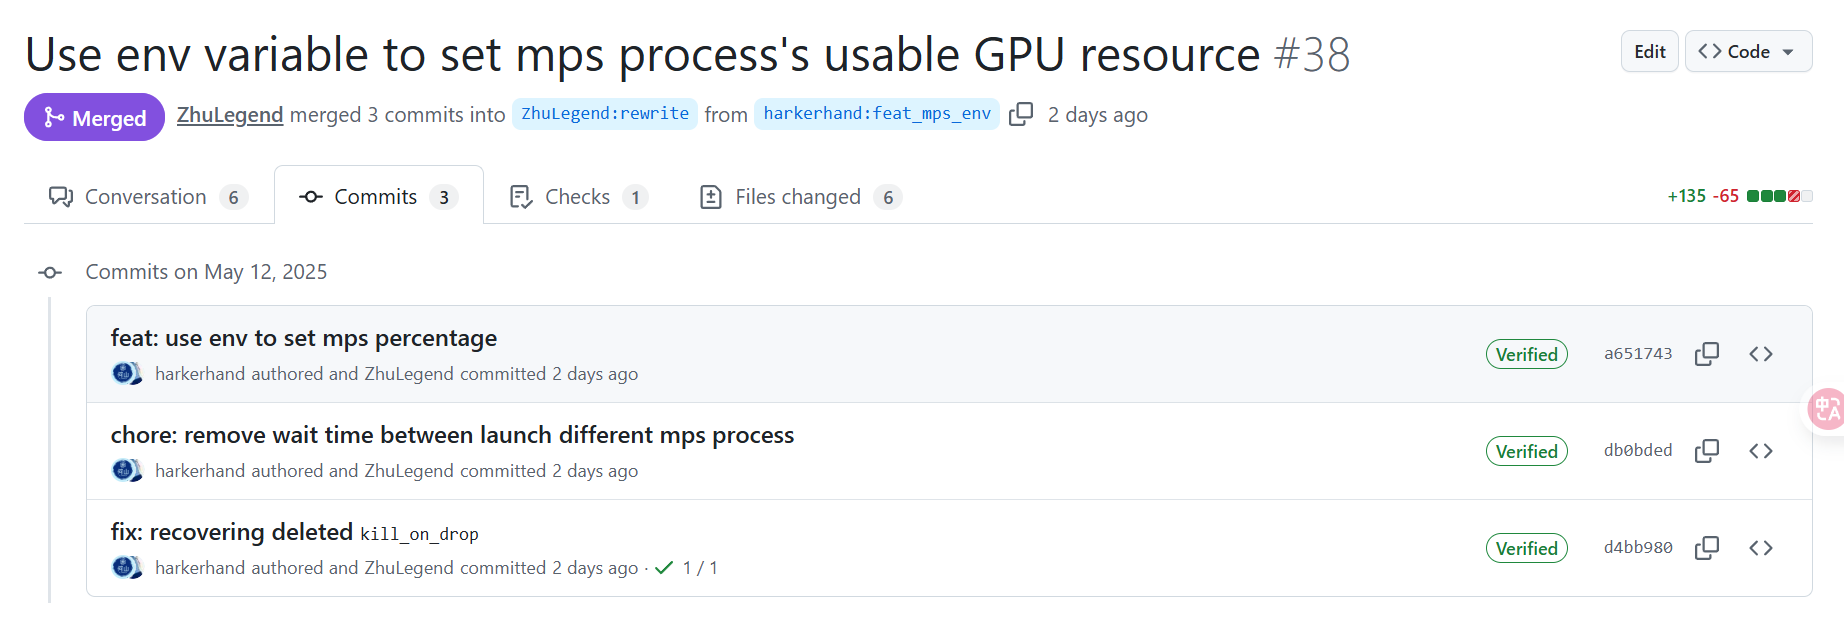 Use env variable to set mps process's usable GPU resource #38
Edit
<> Code
Merged
ZhuLegend merged 3 commits into ZhuLegend:rewrite from harkerhand:feat_mps_env 2 days ago
Conversation 6
Commits 3
Checks 1
Files changed 6
+135 -65
Commits on May 12, 2025
feat: use env to set mps percentage
Verified
a651743
harkerhand authored and ZhuLegend committed 2 days ago
chore: remove wait time between launch different mps process
Verified
db0bded
harkerhand authored and ZhuLegend committed 2 days ago
fix: recovering deleted kill_on_drop
Verified
d4bb980
harkerhand authored and ZhuLegend committed 2 days ago · ✓ 1 / 1
中A